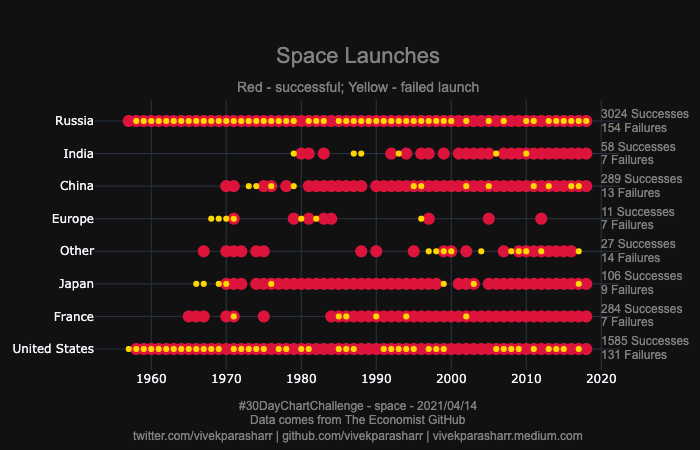 Space Launches
Red - successful; Yellow - failed launch
Russia
3024 Successes
154 Failures
India
58 Successes
7 Failures
China
289 Successes
13 Failures
Europe
11 Successes
7 Failures
Other
27 Successes
14 Failures
Japan
106 Successes
9 Failures
France
284 Successes
7 Failures
United States
1585 Successes
131 Failures
1960 1970 1980 1990 2000 2010 2020
#30DayChartChallenge - space - 2021/04/14
Data comes from The Economist GitHub
twitter.com/vivekparasharr | github.com/vivekparasharr | vivekparasharr.medium.com